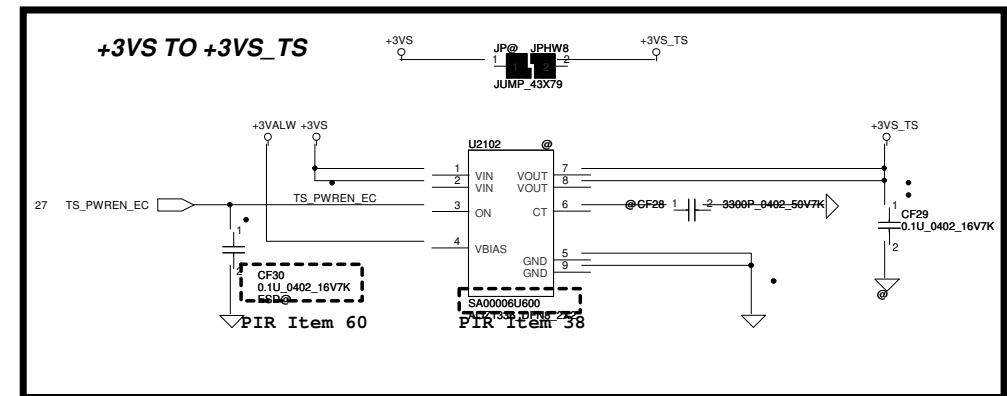 +3VS TO +3VS_TS
+3VS
JP@ JPHW8
+3VS_TS
1 1 2 2
JUMP_43X79
+3VALW +3VS
+3VS_TS
U2102 @
1 VIN VOUT 7
2 VIN VOUT 8
27 TS_PWREN_EC
TS_PWREN_EC
3 ON CT 6
@CF28 1 2 3300P_0402_50V7K
1
CF29
0.1U_0402_16V7K
2
1
4 VBIAS
GND 5
GND 9
2
CF30
0.1U_0402_16V7K
ESD@
@
SA00006U600
PIR Item 60
PIR Item 38